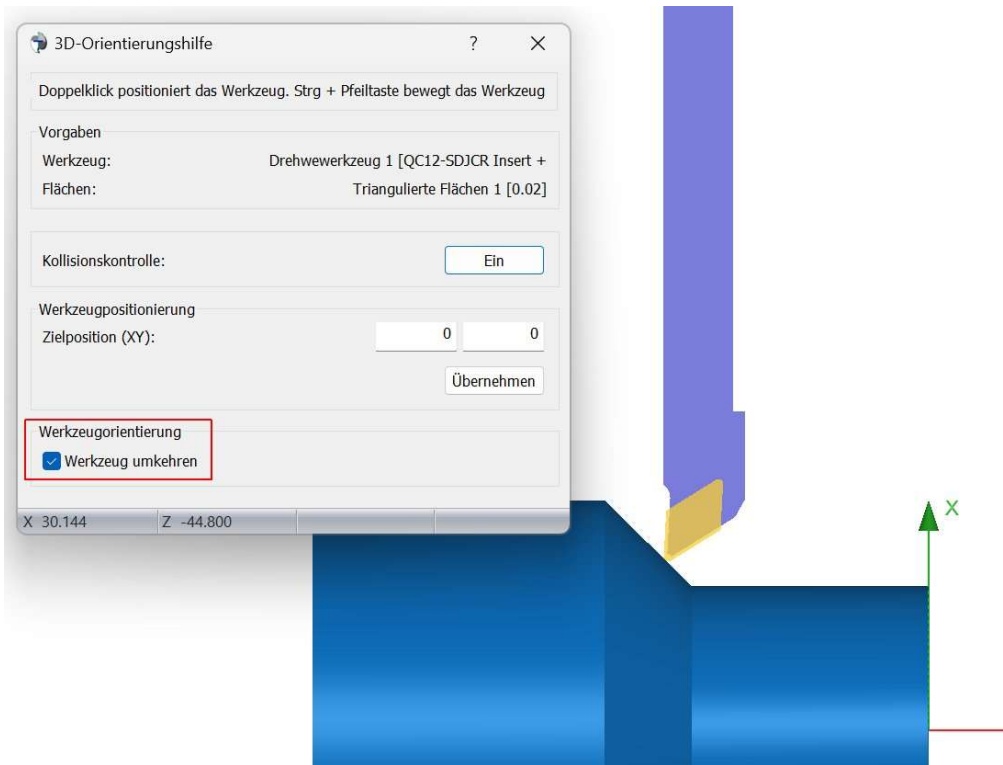 3D-Orientierungshilfe ?
Doppelklick positioniert das Werkzeug. Strg + Pfeiltaste bewegt das Werkzeug
Vorgaben
Werkzeug: Drehwewerkzeug 1 [QC12-SDJCR Insert +
Flächen: Triangulierte Flächen 1 [0.02]
Kollisionskontrolle: Ein
Werkzeugpositionierung
Zielposition (XY): 0 0
Übernehmen
Werkzeugorientierung
Werkzeug umkehren
X 30.144 Z -44.800
X